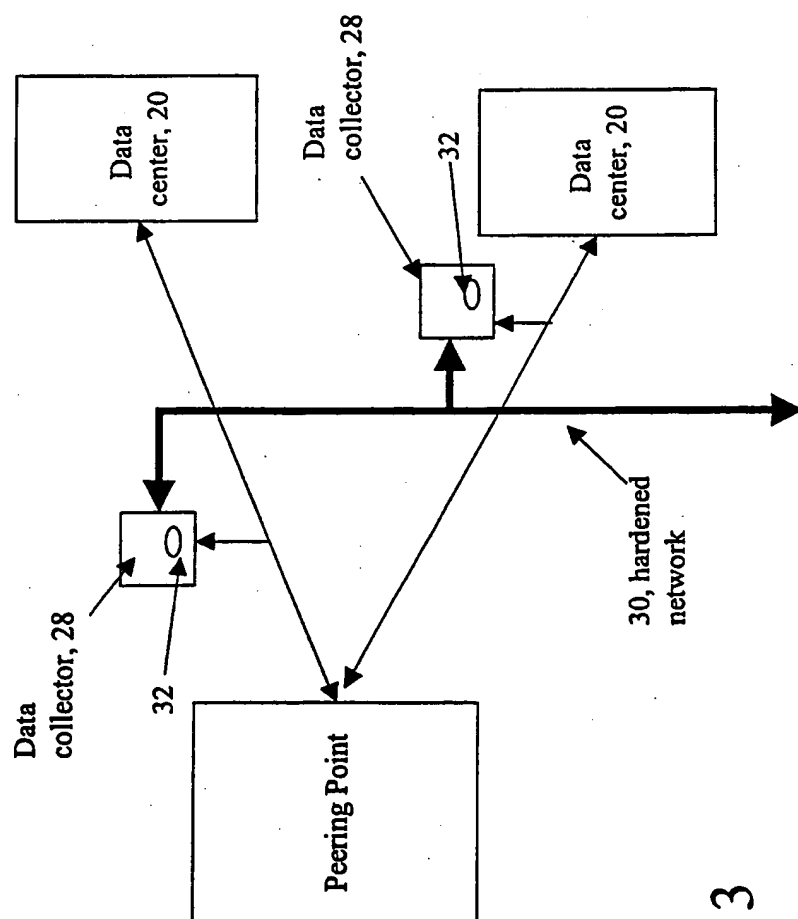 Data
collector, 28
32
Peering Point
Data
center, 20
Data
collector, 28
32
Data
center, 20
30, hardened
network
3